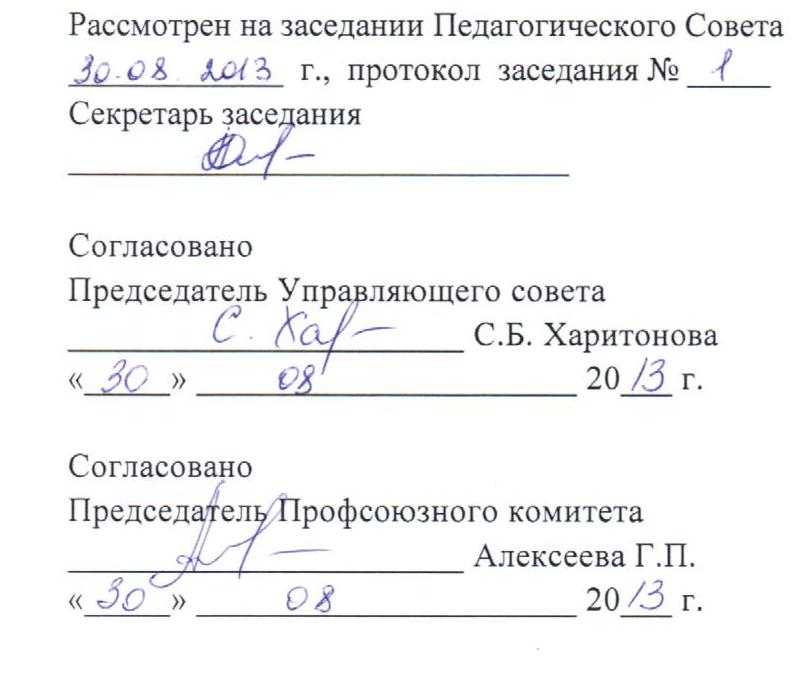 Рассмотрен на заседании Педагогического Совета
30.08 2013 г., протокол заседания № 1
Секретарь заседания
Согласовано
Председатель Управляющего совета
С. Хар С.Б. Харитонова
«30» 08 2013 г.
Согласовано
Председатель Профсоюзного комитета
Алексеева Г.П.
«30» 08 2013 г.